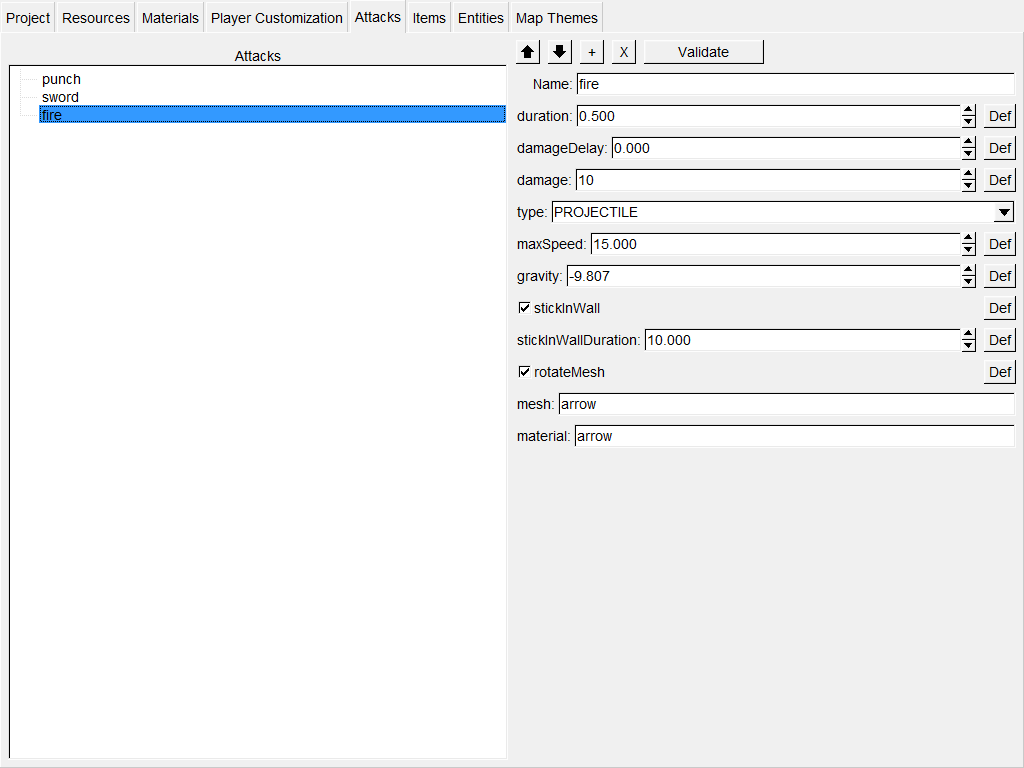 Project Resources Materials Player Customization Attacks Items Entities Map Themes
Attacks
punch
sword
fire
+ X Validate
Name: fire
duration: 0.500 Def
damageDelay: 0.000 Def
damage: 10 Def
type: PROJECTILE
maxSpeed: 15.000 Def
gravity: -9.807 Def
stickInWall Def
stickInWallDuration: 10.000 Def
rotateMesh Def
mesh: arrow
material: arrow